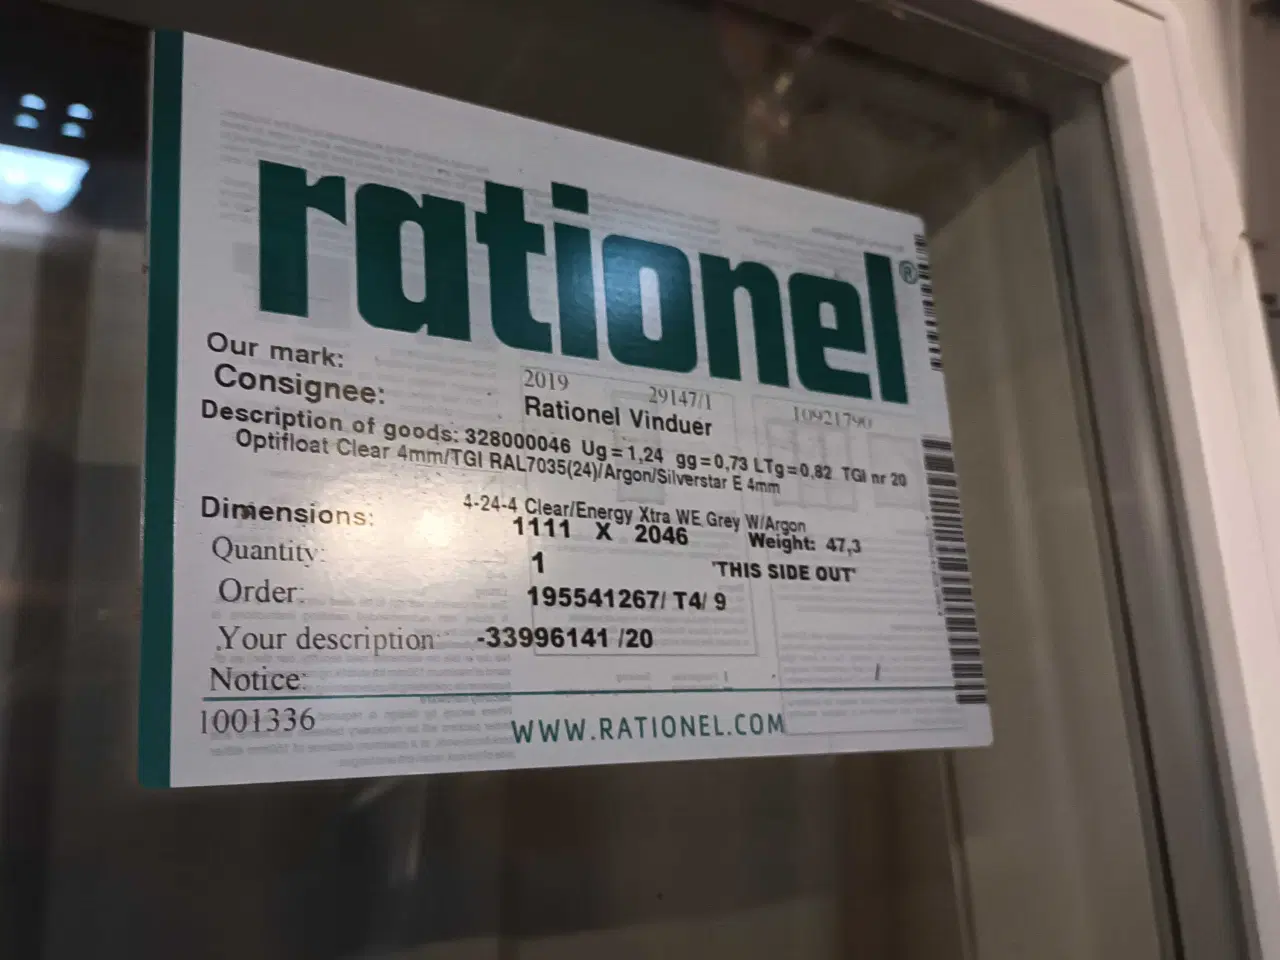 rationel®
Our mark: 2019 29147/1 10921790
Consignee: Rationel Vinduer
Description of goods: 328000046 Ug=1,24 gg=0,73 LTg=0,82 TGI nr 20
Optifloat Clear 4mm/TGI RAL7035(24)/Argon/Silverstar E 4mm
4-24-4 Clear/Energy Xtra WE Grey W/Argon
Dimensions: 1111 X 2046 Weight: 47,3
Quantity: 1 'THIS SIDE OUT'
Order: 195541267/ T4/ 9
Your description: -33996141 /20
Notice:
1001336 WWW.RATIONEL.COM